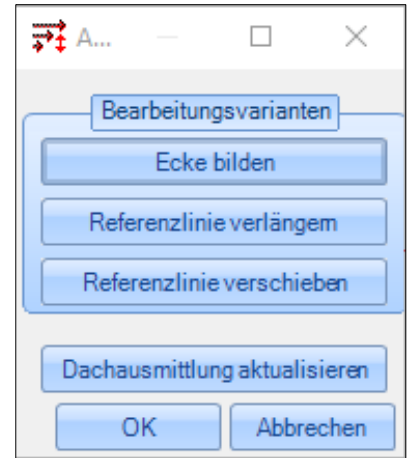 A...
Bearbeitungsvarianten
Ecke bilden
Referenzlinie verlängern
Referenzlinie verschieben
Dachausmittlung aktualisieren
OK
Abbrechen